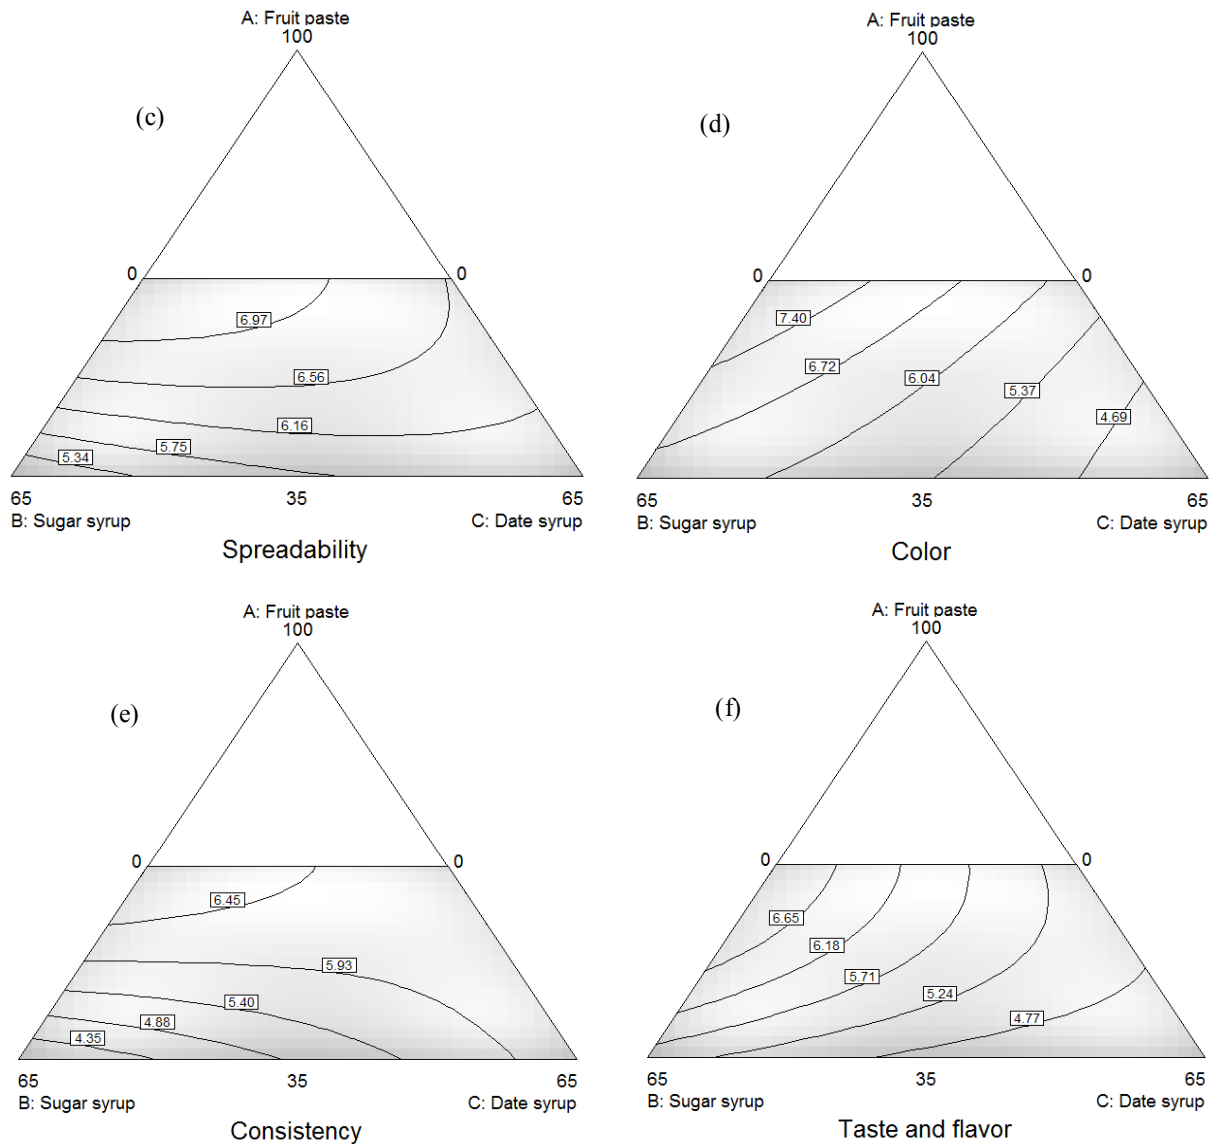 A: Fruit paste
100
(c)
0
0
6.97
6.56
6.16
5.75
5.34
65
35
65
B: Sugar syrup
C: Date syrup
Spreadability
A: Fruit paste
100
(d)
0
0
7.40
6.72
6.04
5.37
4.69
65
35
65
B: Sugar syrup
C: Date syrup
Color
A: Fruit paste
100
(e)
0
0
6.45
5.93
5.40
4.88
4.35
65
35
65
B: Sugar syrup
C: Date syrup
Consistency
A: Fruit paste
100
(f)
0
0
6.65
6.18
5.71
5.24
4.77
65
35
65
B: Sugar syrup
C: Date syrup
Taste and flavor